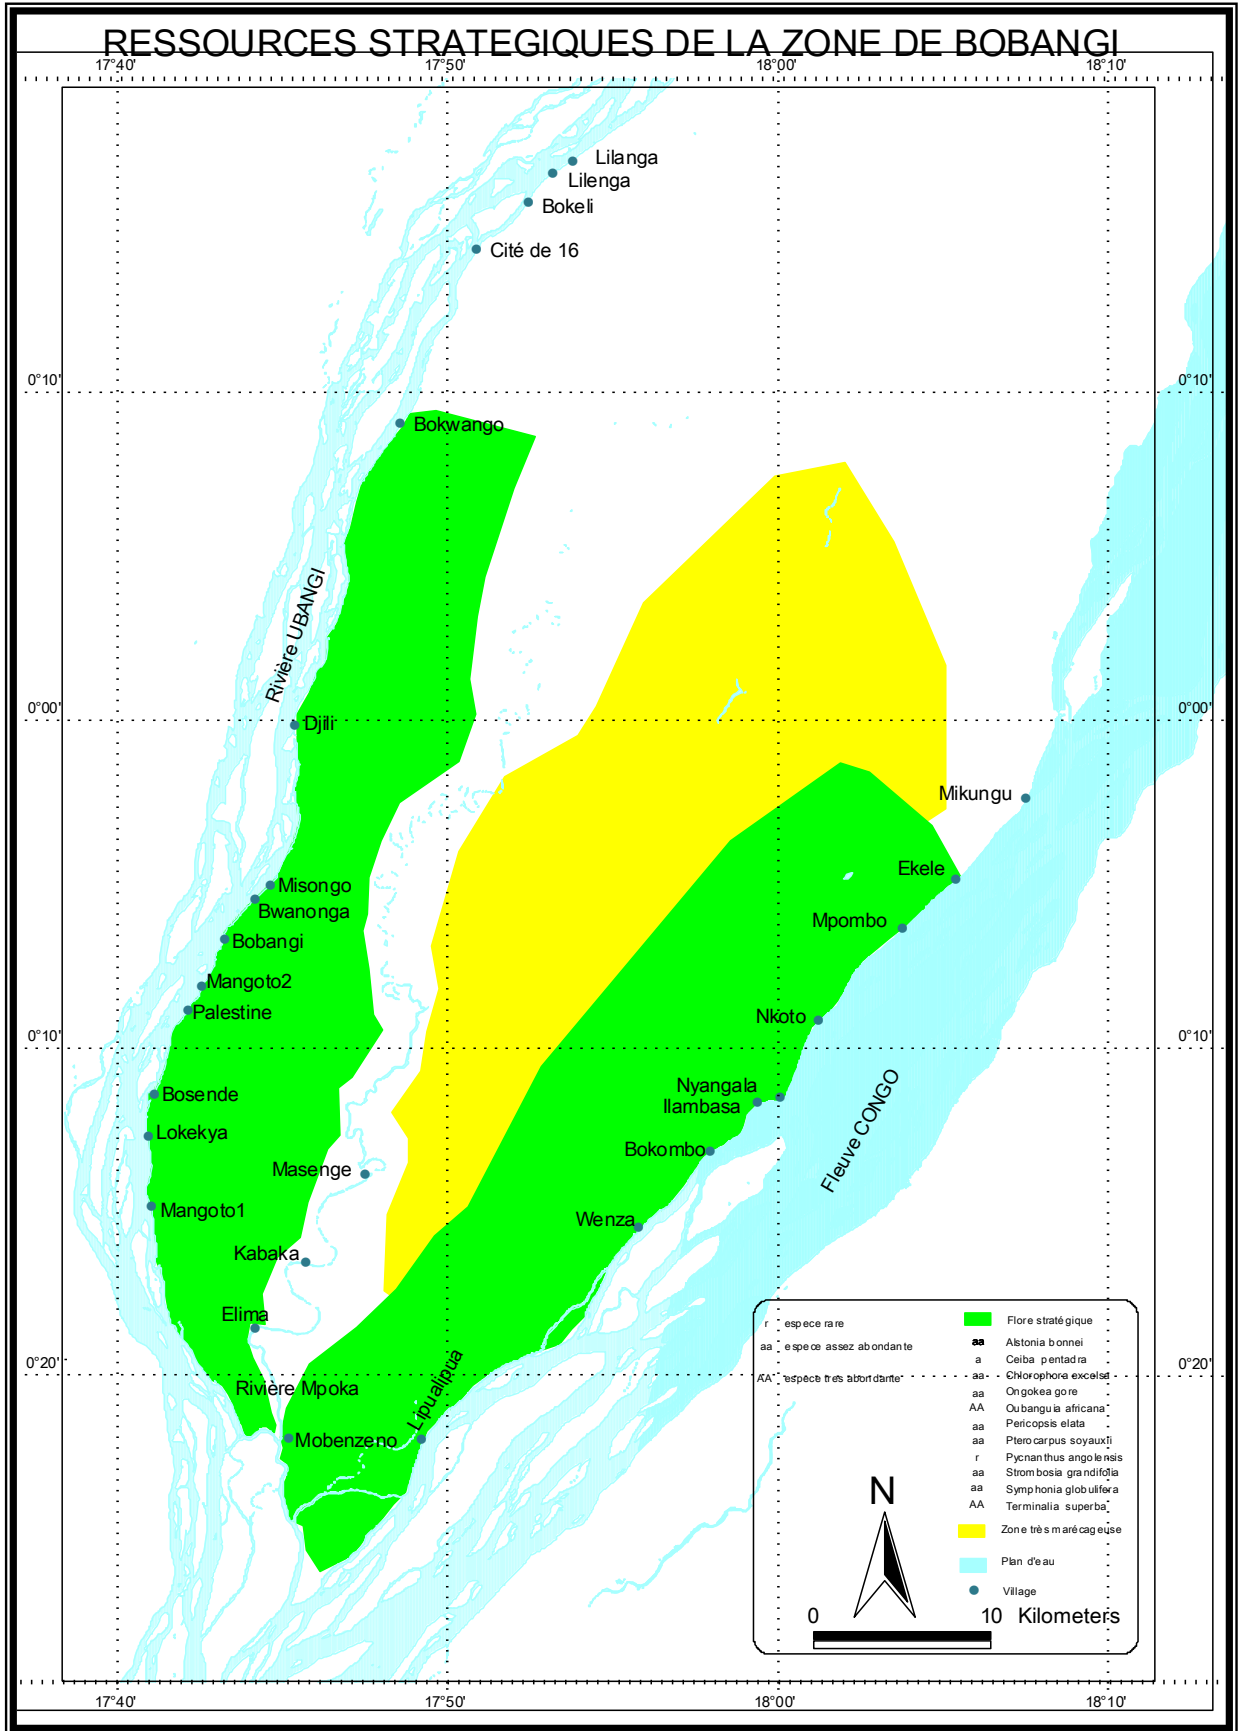 RESSOURCES STRATEGIQUES DE LA ZONE DE BOBANGI
17°40' 17°50' 18°00' 18°10'
Lilanga
Lilenga
Bokeli
Cité de 16
0°10' 0°10'
Bokwango
Rivière UBANGI
0°00' 0°00'
Djili
Mikungu
Ekele
Misongo
Bwanonga
Mpombo
Bobangi
Mangoto2
Palestine
Nkoto
0°10' 0°10'
Nyangala
Bosende
Ilambasa
Fleuve CONGO
Lokekya
Bokombo
Masenge
Mangoto1
Wenza
Kabaka
Elima
0°20' 0°20'
Rivière Mpoka
Lipualipua
Mobenzeno
r espece rare
aa espece assez abondante
AA espece tres abondante
Flore stratégique
aa Alstonia bonnei
a Ceiba pentadra
aa Chlorophora excelsa
aa Ongokea gore
AA Oubanguia africana
aa Pericopsis elata
aa Pterocarpus soyauxii
r Pycnanthus angolensis
aa Strombosia grandifolia
aa Symphonia globulifera
AA Terminalia superba
Zone très marécageuse
Plan d'eau
Village
N
0 10 Kilometers
17°40' 17°50' 18°00' 18°10'